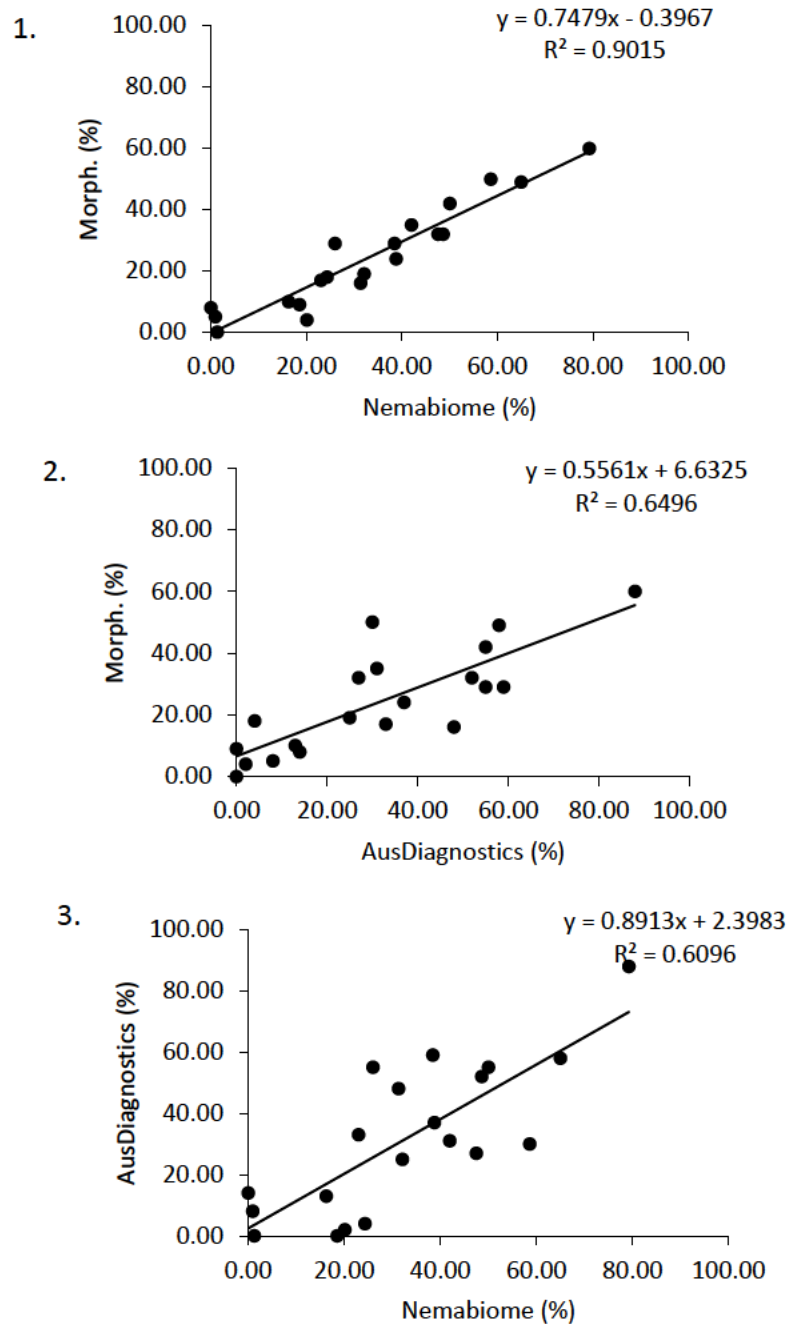 1.
y = 0.7479x - 0.3967
R² = 0.9015
100.00
80.00
60.00
40.00
20.00
0.00
Morph. (%)
0.00 20.00 40.00 60.00 80.00 100.00
Nemabiome (%)
2.
y = 0.5561x + 6.6325
R² = 0.6496
100.00
80.00
60.00
40.00
20.00
0.00
Morph. (%)
0.00 20.00 40.00 60.00 80.00 100.00
AusDiagnostics (%)
3.
y = 0.8913x + 2.3983
R² = 0.6096
100.00
80.00
60.00
40.00
20.00
0.00
AusDiagnostics (%)
0.00 20.00 40.00 60.00 80.00 100.00
Nemabiome (%)